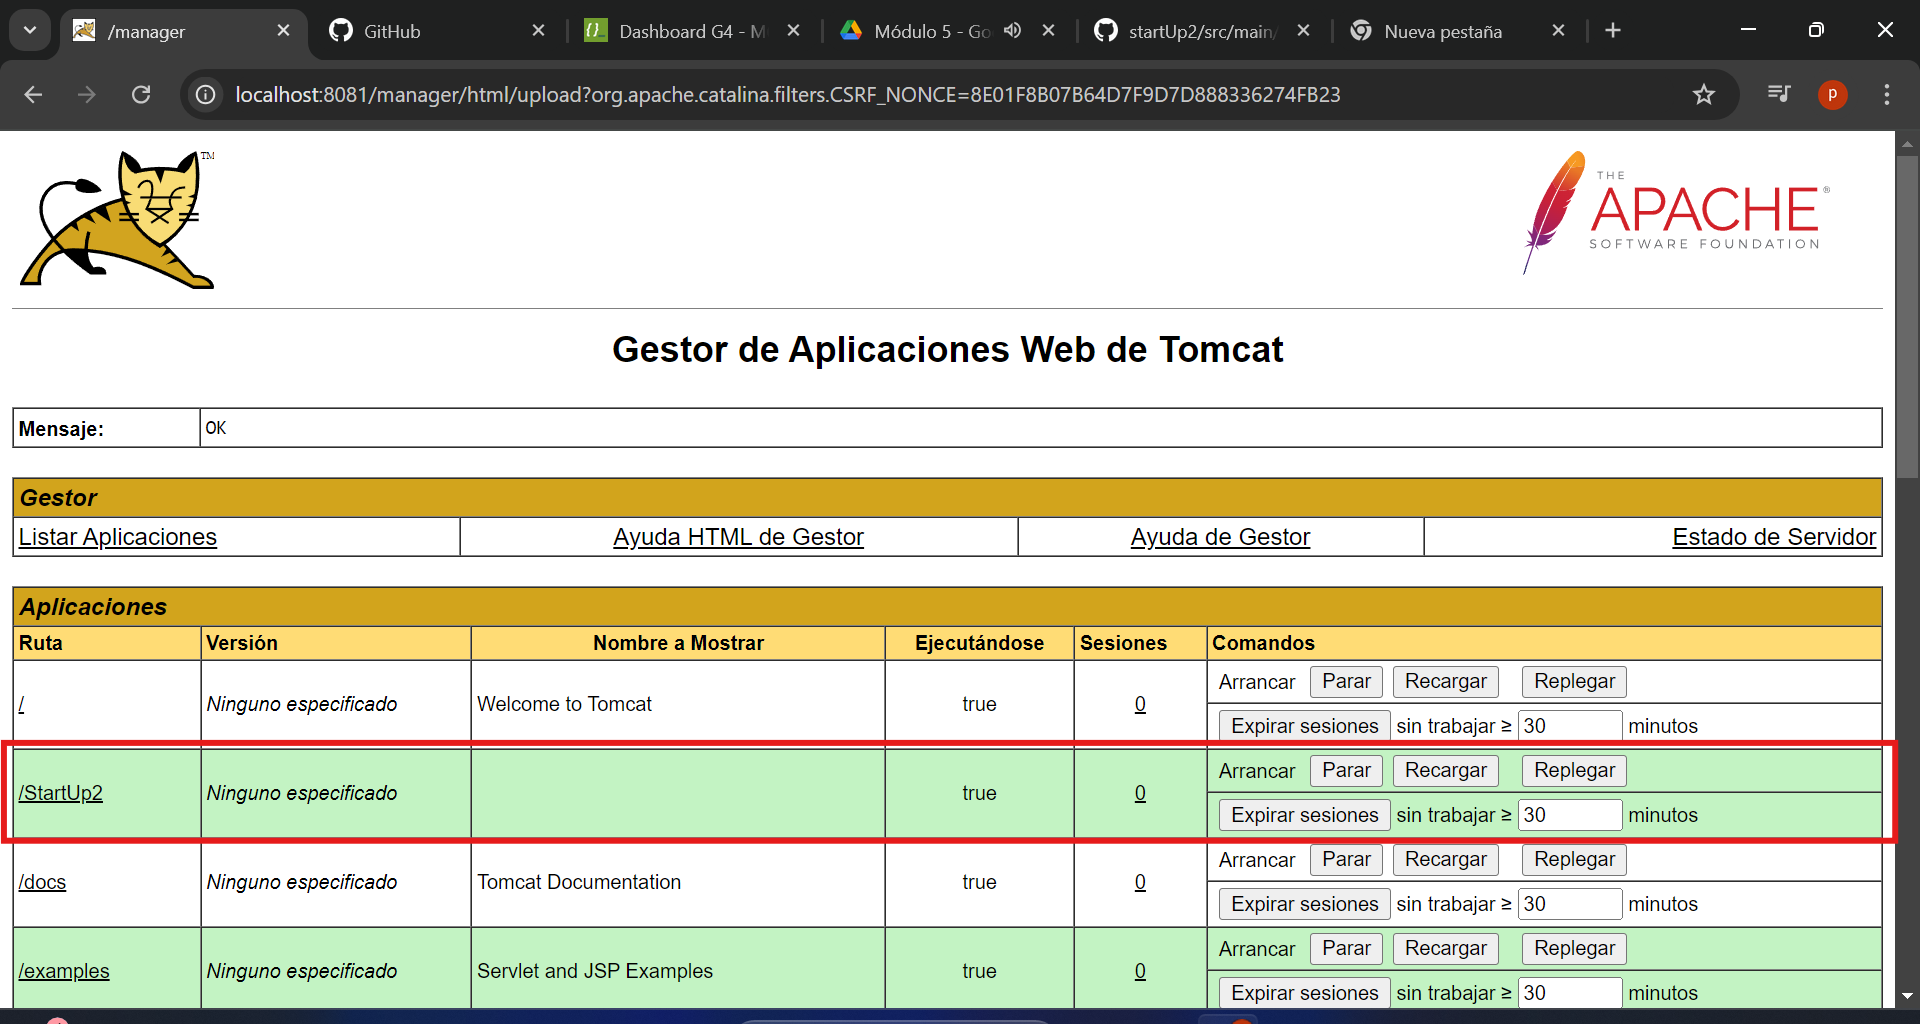 /manager
GitHub
Dashboard G4 - M
Módulo 5 - Go
startUp2/src/main/
Nueva pestaña
localhost:8081/manager/html/upload?org.apache.catalina.filters.CSRF_NONCE=8E01F8B07B64D7F9D7D888336274FB23
p
TM
THE
APACHE®
SOFTWARE FOUNDATION
Gestor de Aplicaciones Web de Tomcat
Mensaje: OK
Gestor
Listar Aplicaciones Ayuda HTML de Gestor Ayuda de Gestor Estado de Servidor
Aplicaciones
Ruta Versión Nombre a Mostrar Ejecutándose Sesiones Comandos
/ Ninguno especificado Welcome to Tomcat true 0
Arrancar Parar Recargar Replegar
Expirar sesiones sin trabajar ≥ 30 minutos
/StartUp2 Ninguno especificado true 0
Arrancar Parar Recargar Replegar
Expirar sesiones sin trabajar ≥ 30 minutos
/docs Ninguno especificado Tomcat Documentation true 0
Arrancar Parar Recargar Replegar
Expirar sesiones sin trabajar ≥ 30 minutos
/examples Ninguno especificado Servlet and JSP Examples true 0
Arrancar Parar Recargar Replegar
Expirar sesiones sin trabajar ≥ 30 minutos